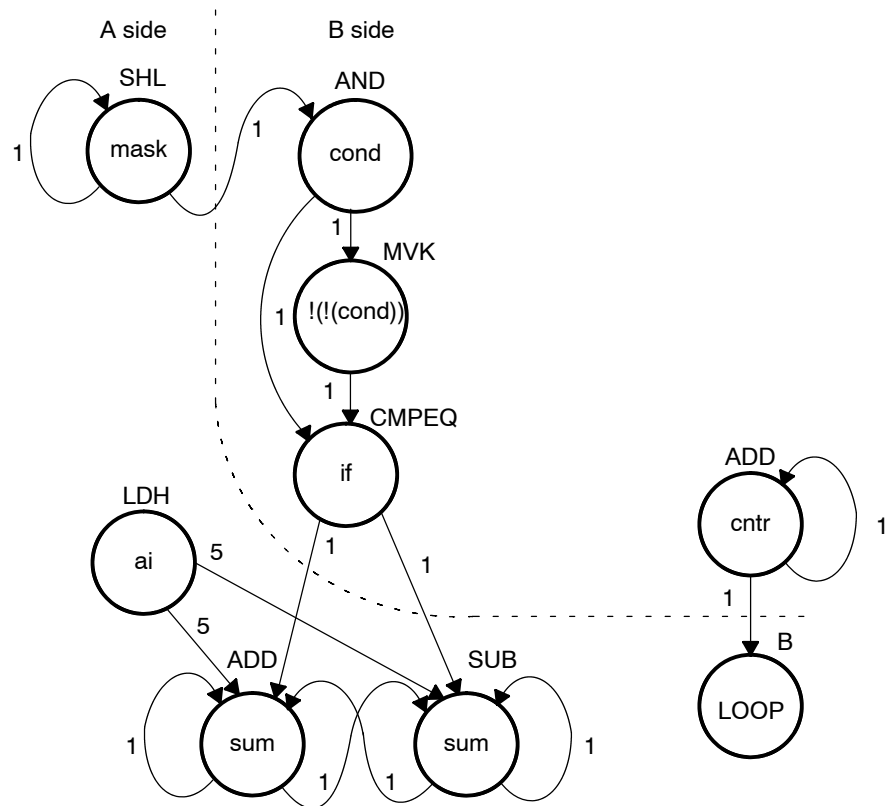 A side
B side
SHL
AND
1
mask
1
cond
1
MVK
1
!(!(cond))
1
CMPEQ
if
ADD
cntr
1
LDH
ai
5
1
1
5
1
B
LOOP
ADD
SUB
1
sum
1
1
sum
1